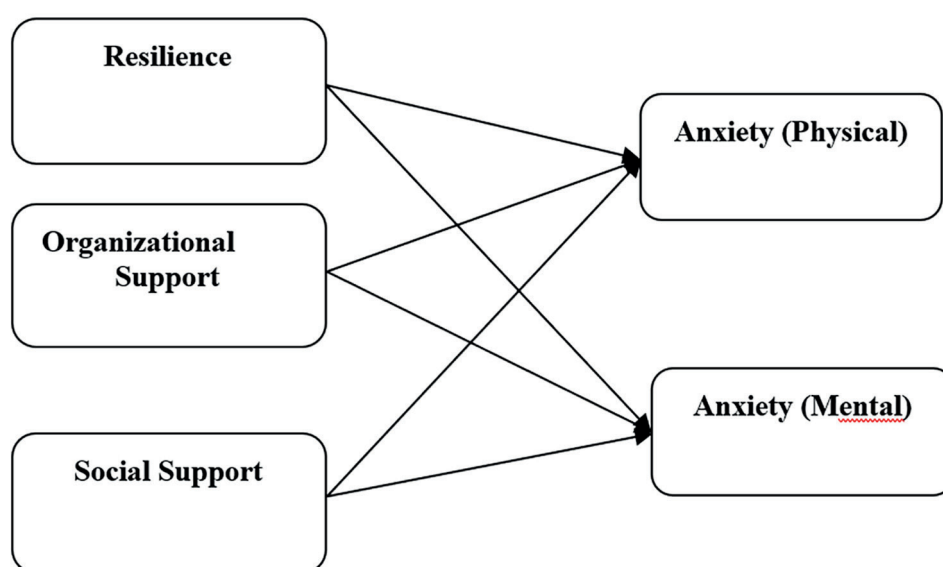 Resilience
Organizational
Support
Social Support
Anxiety (Physical)
Anxiety (Mental)